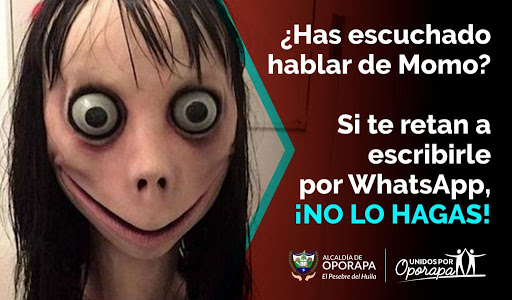 ¿Has escuchado
hablar de Momo?
Si te retan a
escribirle
por WhatsApp,
¡NO LO HAGAS!
ALCALDÍA DE
OPORAPA
El Pesebre del Huila
UNIDOS POR
Oporapa